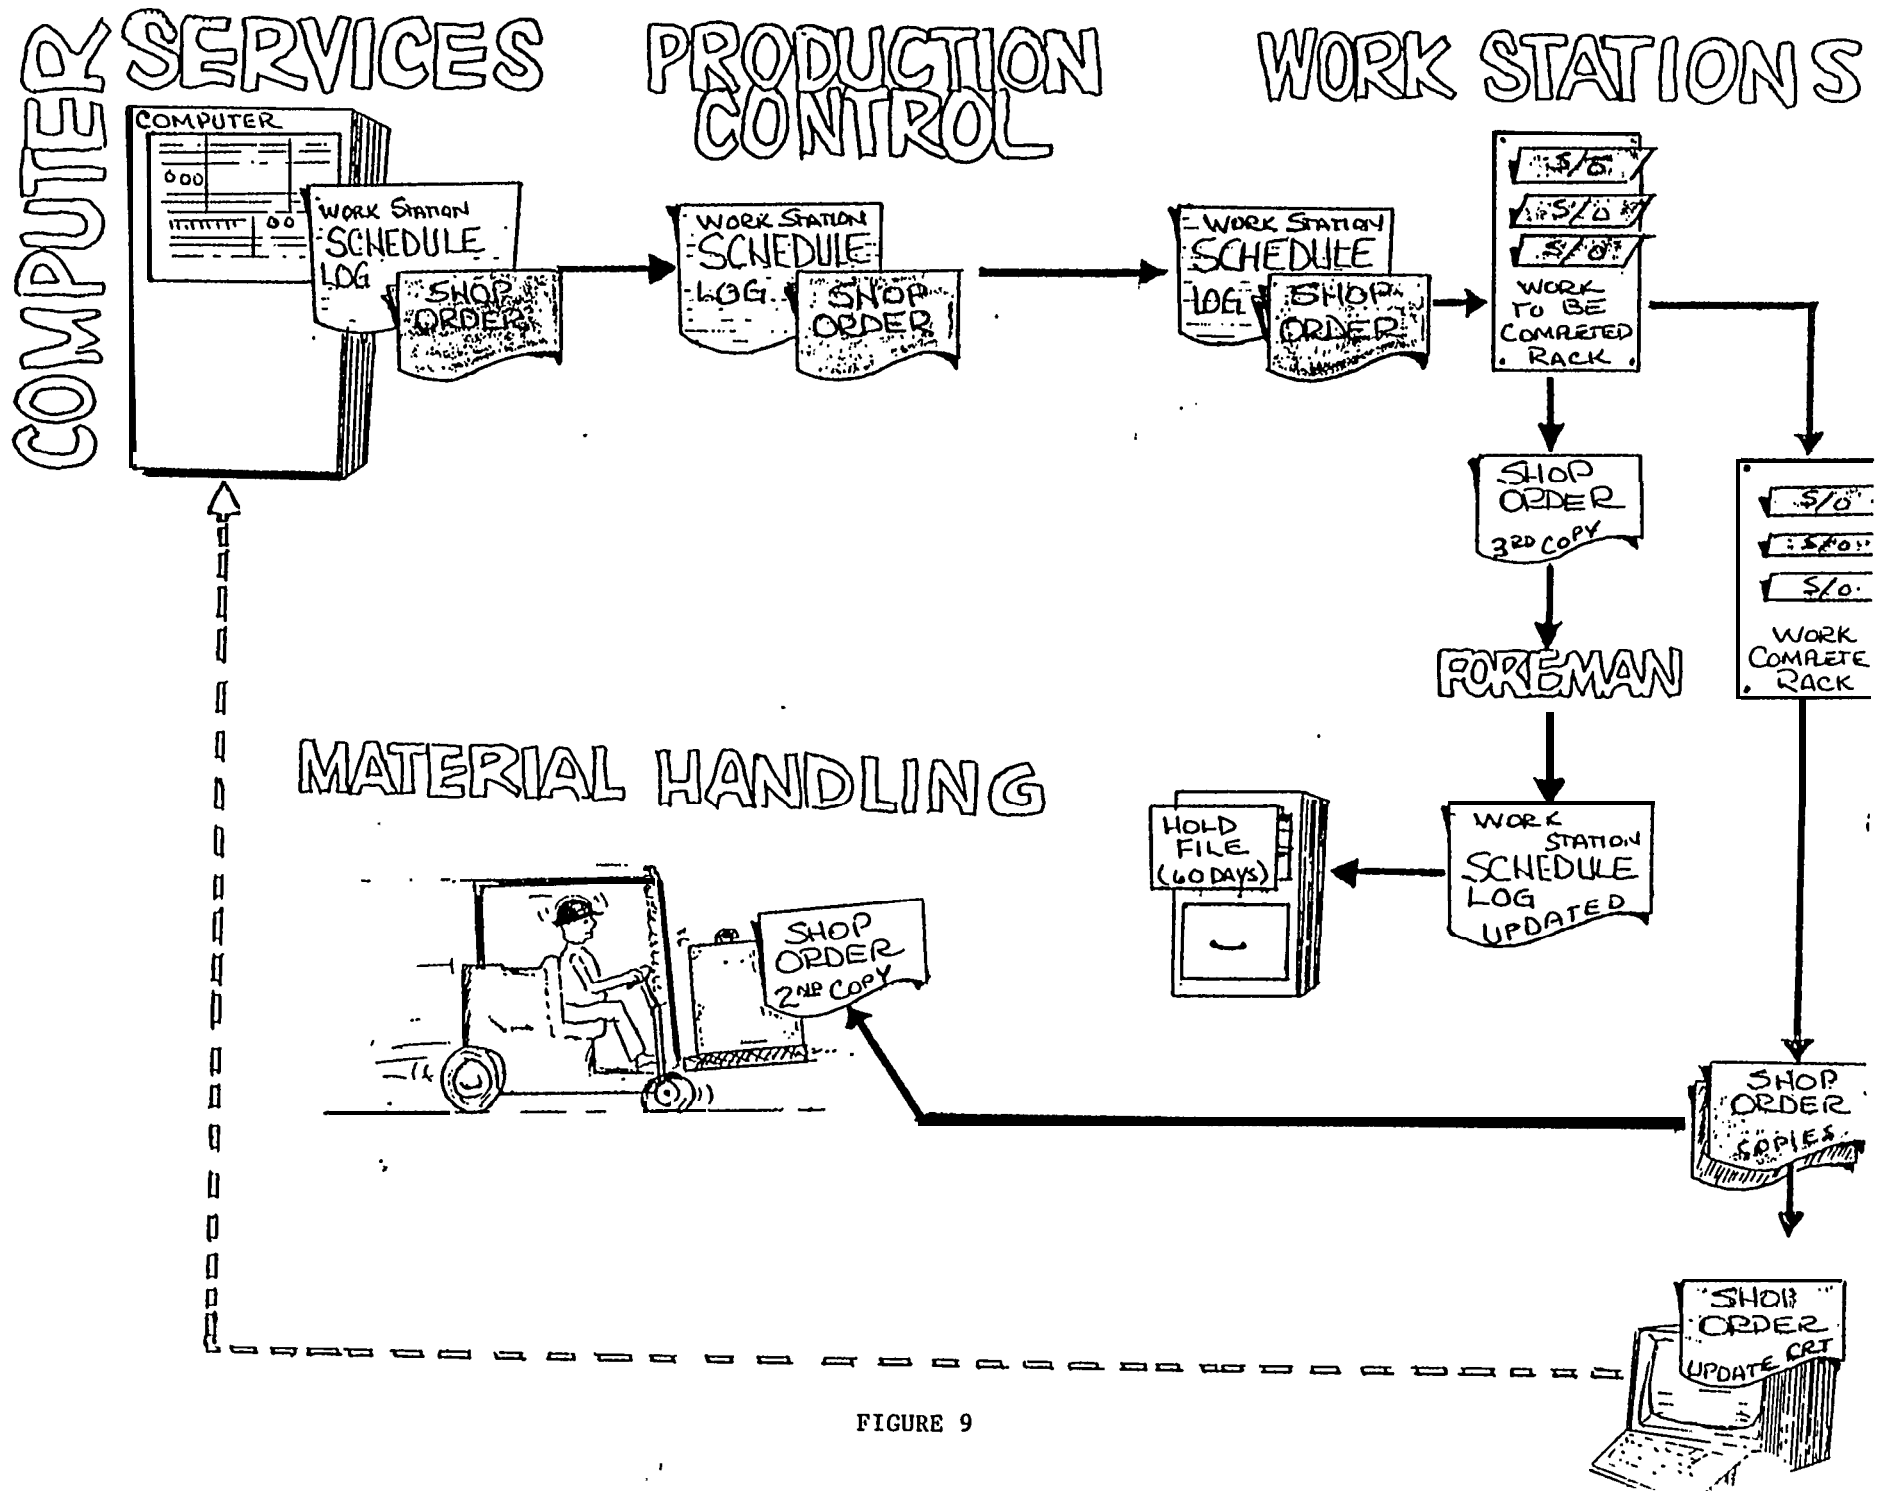 COMPUTER SERVICES
PRODUCTION
CONTROL
WORK STATIONS
COMPUTER
WORK STATION
SCHEDULE
LOG
SHOP
ORDER
WORK STATION
SCHEDULE
LOG
SHOP
ORDER
WORK STATION
SCHEDULE
LOG
SHOP
ORDER
S/O
S/O
S/O
WORK
TO BE
COMPLETED
RACK
SHOP
ORDER
3RD COPY
S/O
S/O
S/O
WORK
COMPLETE
RACK
FOREMAN
WORK
STATION
SCHEDULE
LOG
UPDATED
HOLD
FILE
(60 DAYS)
MATERIAL HANDLING
SHOP
ORDER
2ND COPY
SHOP
ORDER
COPIES
SHOP
ORDER
UPDATE CRT
FIGURE 9